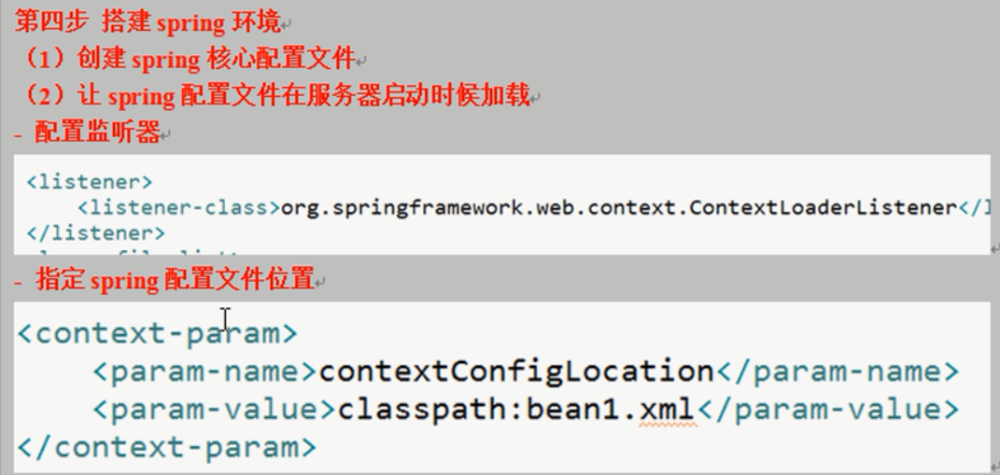 第四步 搭建 spring 环境
（1）创建 spring 核心配置文件
（2）让 spring 配置文件在服务器启动时候加载
- 配置监听器
<listener>
<listener-class>org.springframework.web.context.ContextLoaderListener</l
</listener>
- 指定 spring 配置文件位置
<context-param>
<param-name>contextConfigLocation</param-name>
<param-value>classpath:bean1.xml</param-value>
</context-param>